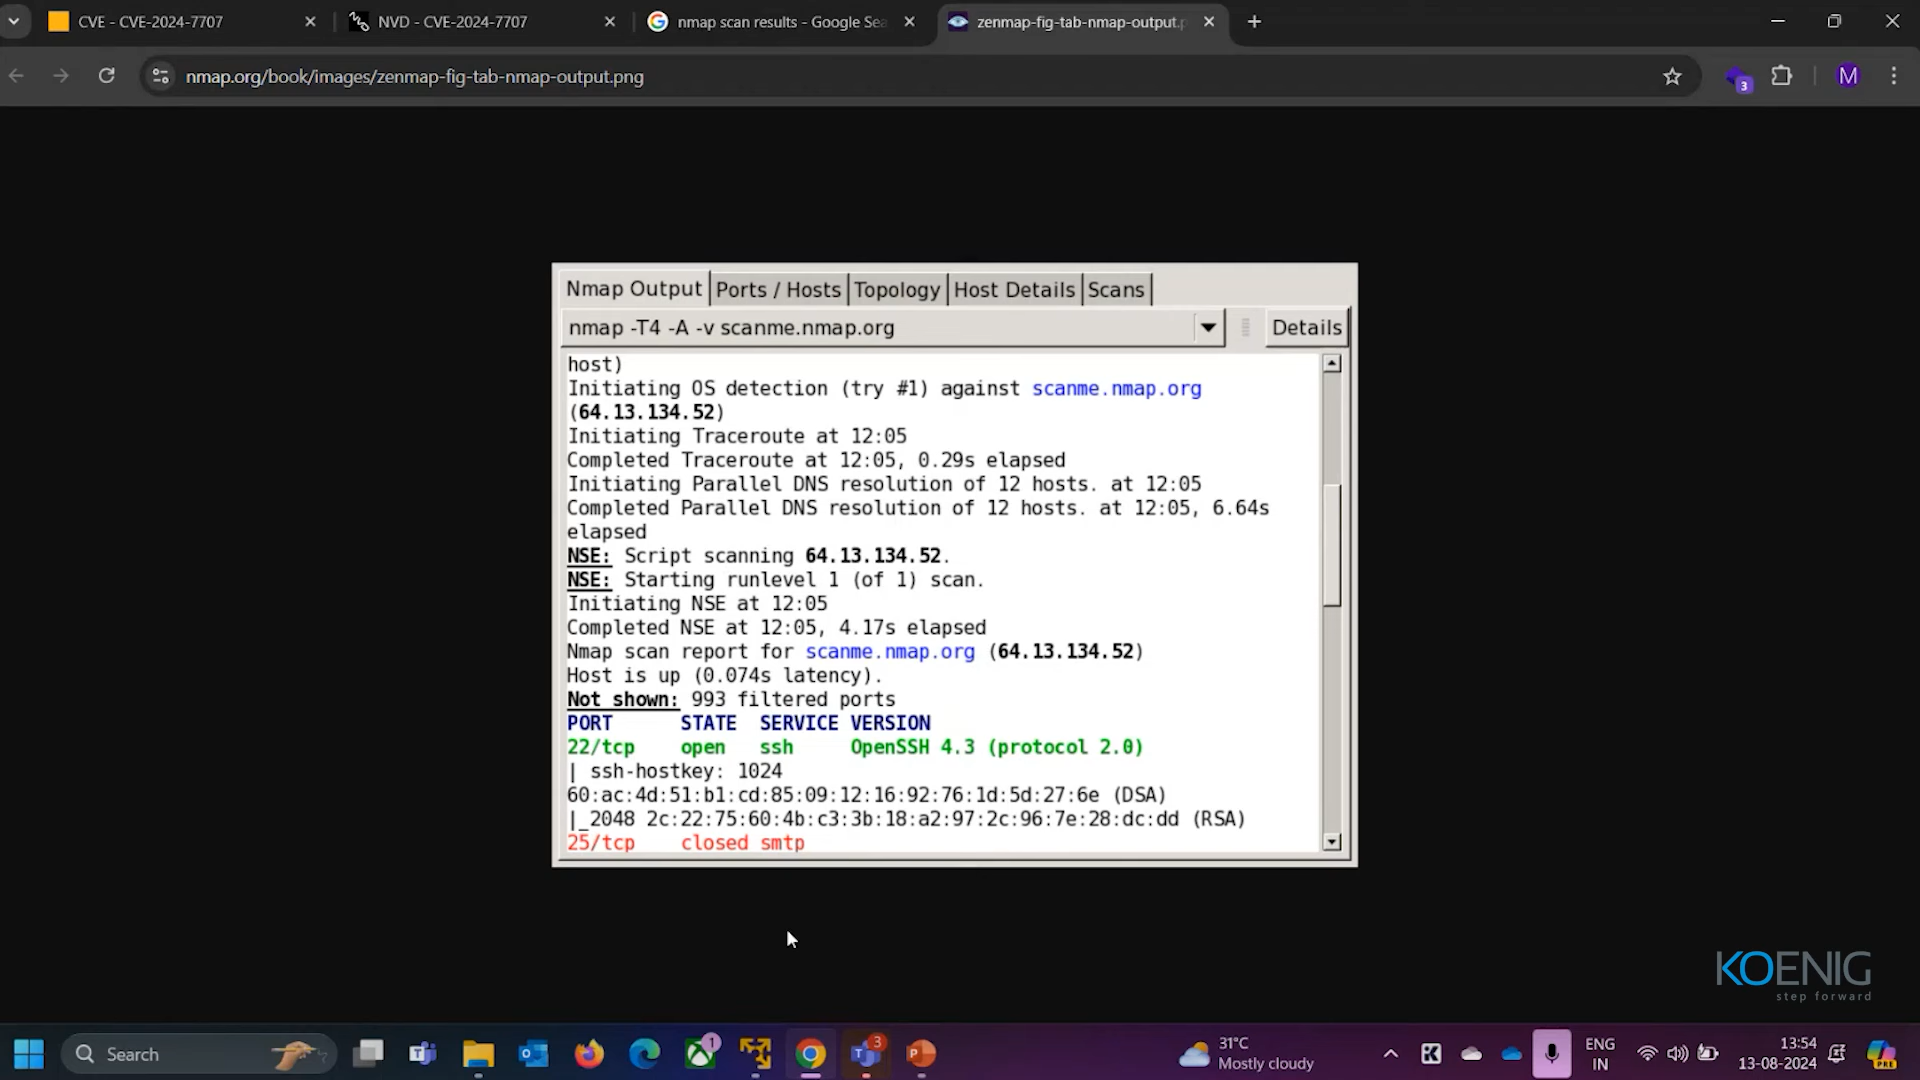 CVE - CVE-2024-7707
NVD - CVE-2024-7707
nmap scan results - Google Sea
zenmap-fig-tab-nmap-output.p
nmap.org/book/images/zenmap-fig-tab-nmap-output.png
3
M
Nmap Output Ports / Hosts Topology Host Details Scans
nmap -T4 -A -v scanme.nmap.org
Details
host)
Initiating OS detection (try #1) against scanme.nmap.org
(64.13.134.52)
Initiating Traceroute at 12:05
Completed Traceroute at 12:05, 0.29s elapsed
Initiating Parallel DNS resolution of 12 hosts. at 12:05
Completed Parallel DNS resolution of 12 hosts. at 12:05, 6.64s
elapsed
NSE: Script scanning 64.13.134.52.
NSE: Starting runlevel 1 (of 1) scan.
Initiating NSE at 12:05
Completed NSE at 12:05, 4.17s elapsed
Nmap scan report for scanme.nmap.org (64.13.134.52)
Host is up (0.074s latency).
Not shown: 993 filtered ports
PORT STATE SERVICE VERSION
22/tcp open ssh OpenSSH 4.3 (protocol 2.0)
| ssh-hostkey: 1024
60:ac:4d:51:b1:cd:85:09:12:16:92:76:1d:5d:27:6e (DSA)
|_2048 2c:22:75:60:4b:c3:3b:18:a2:97:2c:96:7e:28:dc:dd (RSA)
25/tcp closed smtp
KOENIG
step forward
Search
1
3
31°C
Mostly cloudy
ENG
IN
13:54
13-08-2024
PRE